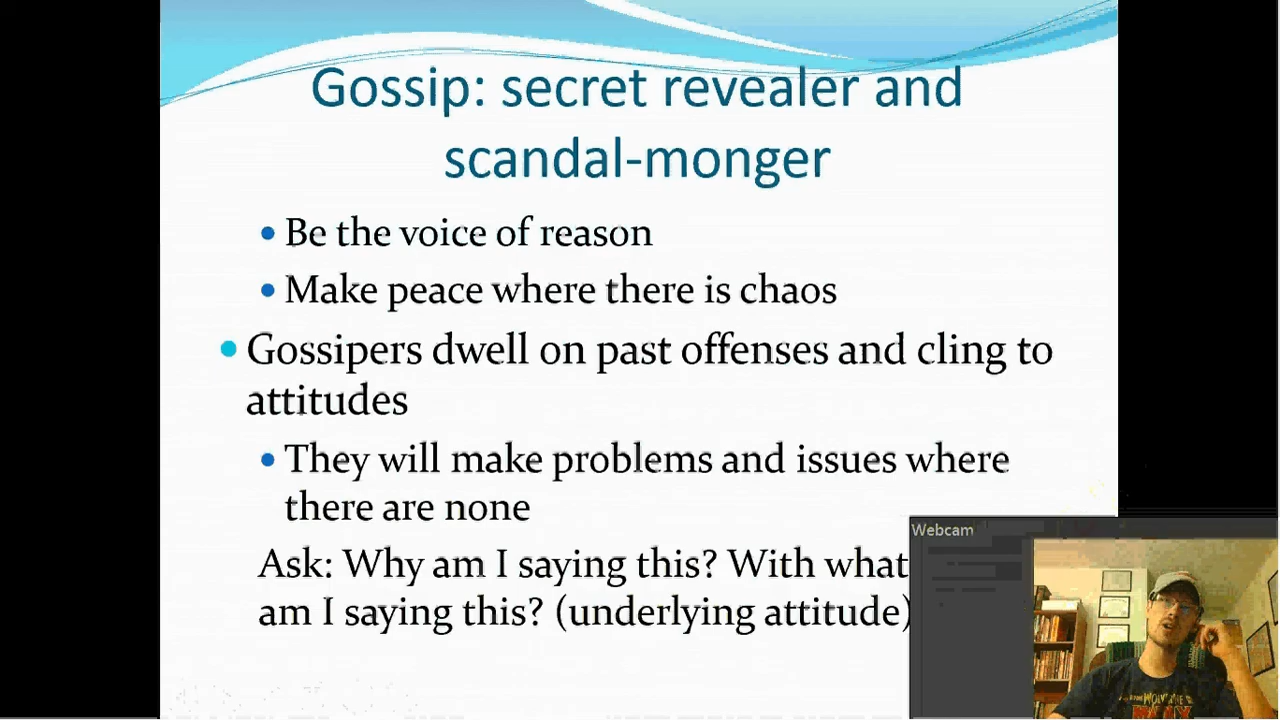 Gossip: secret revealer and
scandal-monger
• Be the voice of reason
• Make peace where there is chaos
• Gossipers dwell on past offenses and cling to
attitudes
• They will make problems and issues where
there are none
Ask: Why am I saying this? With what
am I saying this? (underlying attitude)
Webcam